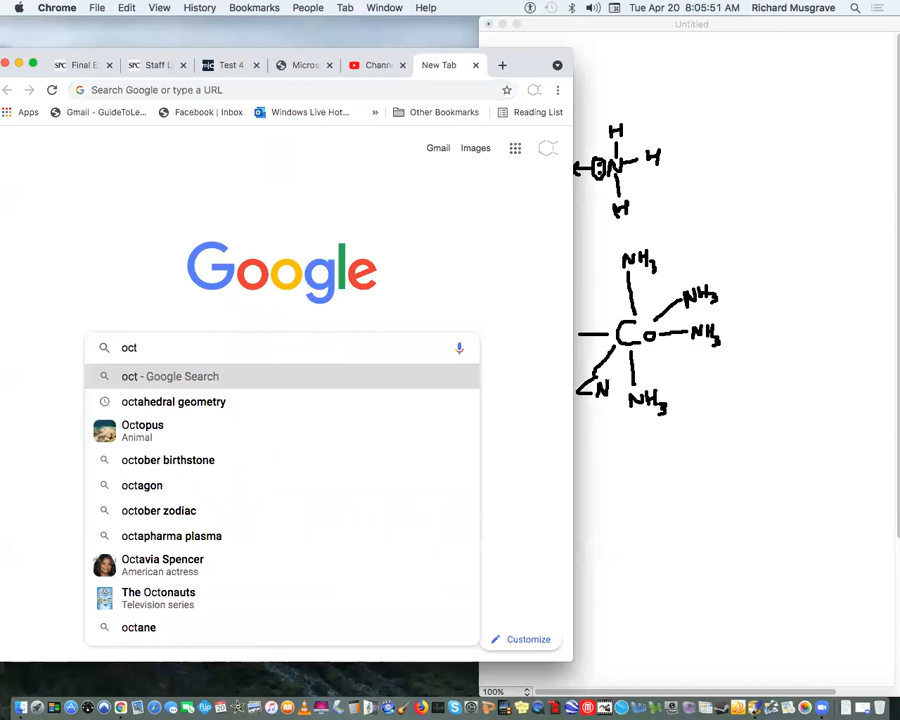 Chrome File Edit View History Bookmarks People Tab Window Help Tue Apr 20 8:05:51 AM Richard Musgrave
Untitled
SPC Final E SPC Staff Li Test 4 Micros Chann New Tab
Search Google or type a URL
Apps Gmail - GuideToLe... Facebook | Inbox Windows Live Hot... » Other Bookmarks Reading List
Gmail Images
Google
oct
oct - Google Search
octahedral geometry
Octopus
Animal
october birthstone
octagon
october zodiac
octapharma plasma
Octavia Spencer
American actress
The Octonauts
Television series
octane
Customize
H
N H
H
NH3
NH3
Co NH3
N NH3
100%